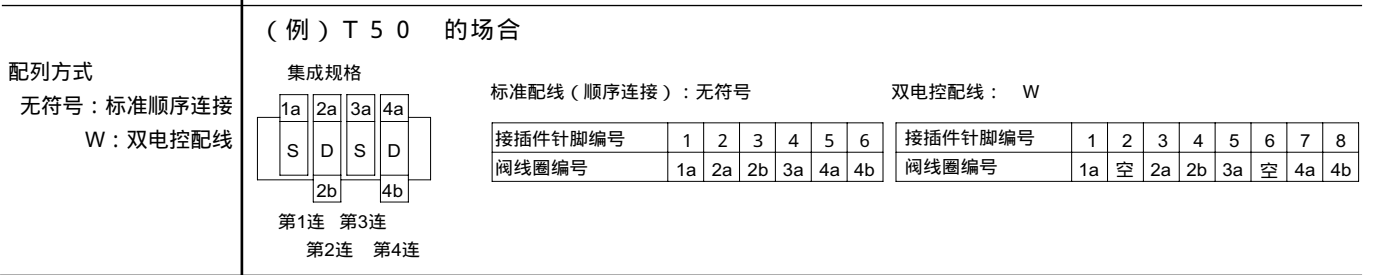 (例)T50 的场合
配列方式
无符号:标准顺序连接
W:双电控配线
集成规格
1a 2a 3a 4a
S D S D
2b 4b
第1连 第3连
第2连 第4连
标准配线(顺序连接):无符号
接插件针脚编号 1 2 3 4 5 6
阀线圈编号 1a 2a 2b 3a 4a 4b
双电控配线: W
接插件针脚编号 1 2 3 4 5 6 7 8
阀线圈编号 1a 空 2a 2b 3a 空 4a 4b